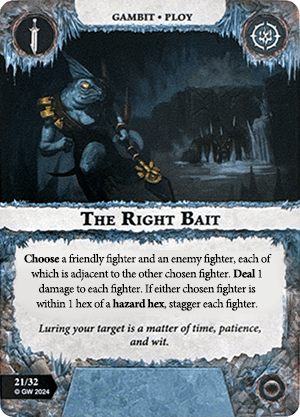 GAMBIT • PLOY
THE RIGHT BAIT
Choose a friendly fighter and an enemy fighter, each of
which is adjacent to the other chosen fighter. Deal 1
damage to each fighter. If either chosen fighter is
within 1 hex of a hazard hex, stagger each fighter.
Luring your target is a matter of time, patience,
and wit.
21/32
© GW 2024